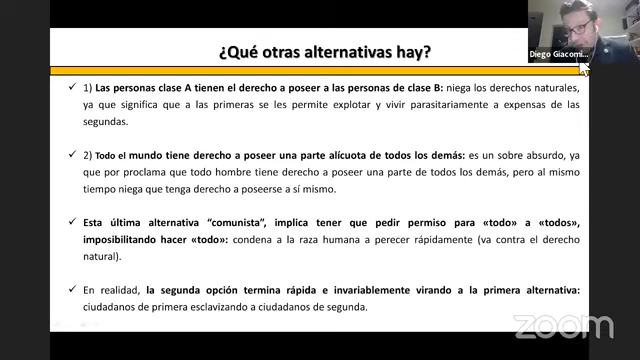 ¿Qué otras alternativas hay?
Diego Giacomi...
✓ 1) Las personas clase A tienen el derecho a poseer a las personas de clase B: niega los derechos naturales,
ya que significa que a las primeras se les permite explotar y vivir parasitariamente a expensas de las
segundas.
✓ 2) Todo el mundo tiene derecho a poseer una parte alícuota de todos los demás: es un sobre absurdo, ya
que por proclama que todo hombre tiene derecho a poseer una parte de todos los demás, pero al mismo
tiempo niega que tenga derecho a poseerse a sí mismo.
✓ Esta última alternativa “comunista”, implica tener que pedir permiso para «todo» a «todos»,
imposibilitando hacer «todo»: condena a la raza humana a perecer rápidamente (va contra el derecho
natural).
✓ En realidad, la segunda opción termina rápida e invariablemente virando a la primera alternativa:
ciudadanos de primera esclavizando a ciudadanos de segunda.
zoom